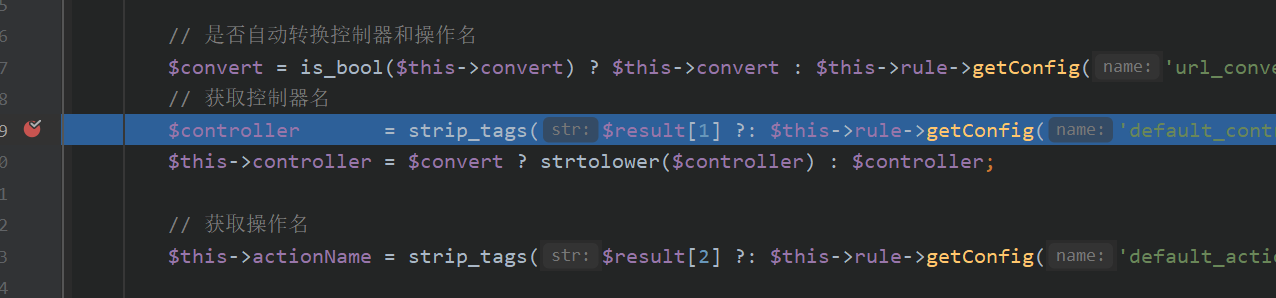 5
6 // 是否自动转换控制器和操作名
7 $convert = is_bool($this->convert) ? $this->convert : $this->rule->getConfig( name: 'url_conve
8 // 获取控制器名
9 $controller = strip_tags( str: $result[1] ?: $this->rule->getConfig( name: 'default_cont
0 $this->controller = $convert ? strtolower($controller) : $controller;
1
2 // 获取操作名
3 $this->actionName = strip_tags( str: $result[2] ?: $this->rule->getConfig( name: 'default_actio
4